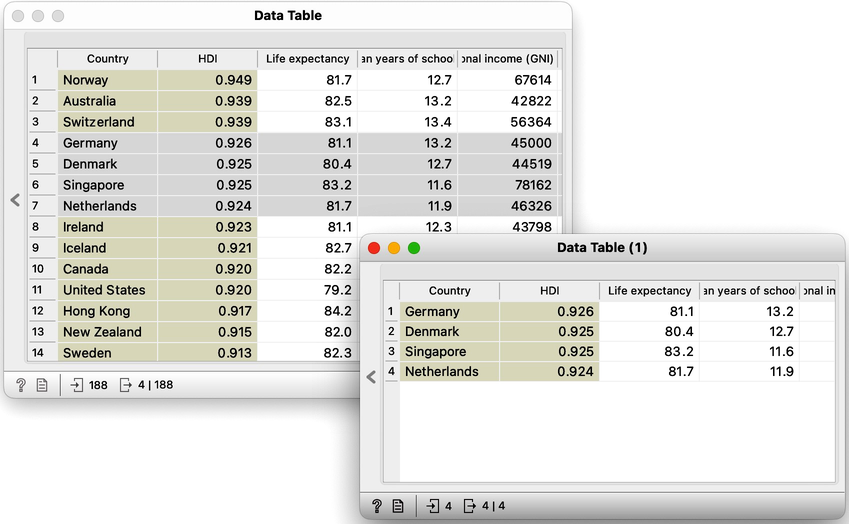 Data Table
Country HDI Life expectancy an years of schoo onal income (GNI)
1 Norway 0.949 81.7 12.7 67614
2 Australia 0.939 82.5 13.2 42822
3 Switzerland 0.939 83.1 13.4 56364
4 Germany 0.926 81.1 13.2 45000
5 Denmark 0.925 80.4 12.7 44519
6 Singapore 0.925 83.2 11.6 78162
7 Netherlands 0.924 81.7 11.9 46326
8 Ireland 0.923 81.1 12.3 43798
9 Iceland 0.921 82.7
10 Canada 0.920 82.2
11 United States 0.920 79.2
12 Hong Kong 0.917 84.2
13 New Zealand 0.915 82.0
14 Sweden 0.913 82.3
188 4 | 188
Data Table (1)
Country HDI Life expectancy an years of schoo onal in
1 Germany 0.926 81.1 13.2
2 Denmark 0.925 80.4 12.7
3 Singapore 0.925 83.2 11.6
4 Netherlands 0.924 81.7 11.9
4 4 | 4